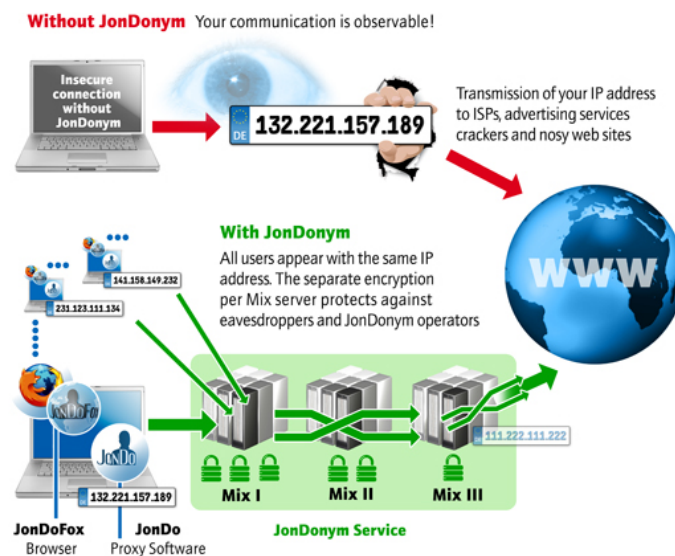 Without JonDonym Your communication is observable!
Insecure
connection
without
JonDonym
DE 132.221.157.189
Transmission of your IP address
to ISPs, advertising services
crackers and nosy web sites
With JonDonym
All users appear with the same IP
address. The separate encryption
per Mix server protects against
eavesdroppers and JonDonym operators
WWW
141.158.149.232
231.123.111.134
JonDoFox
JonDo
132.221.157.189
111.222.111.222
Mix I
Mix II
Mix III
JonDoFox
Browser
JonDo
Proxy Software
JonDonym Service